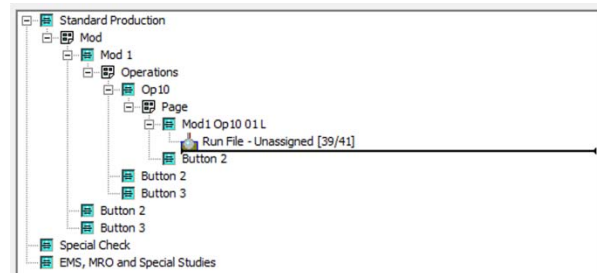 Standard Production
Mod
Mod 1
Operations
Op10
Page
Mod1 Op10 01 L
Run File - Unassigned [39/41]
Button 2
Button 2
Button 3
Button 2
Button 3
Special Check
EMS, MRO and Special Studies